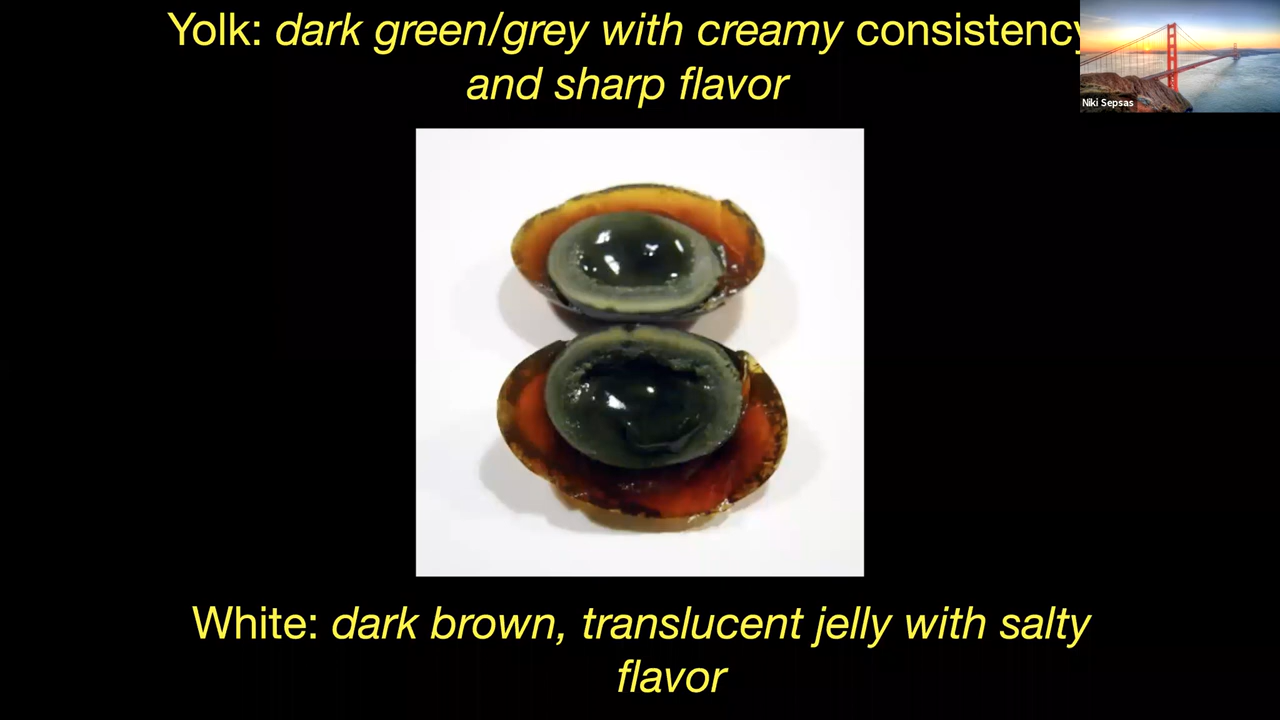 Yolk: dark green/grey with creamy consistency
and sharp flavor
Niki Sepsas
White: dark brown, translucent jelly with salty
flavor